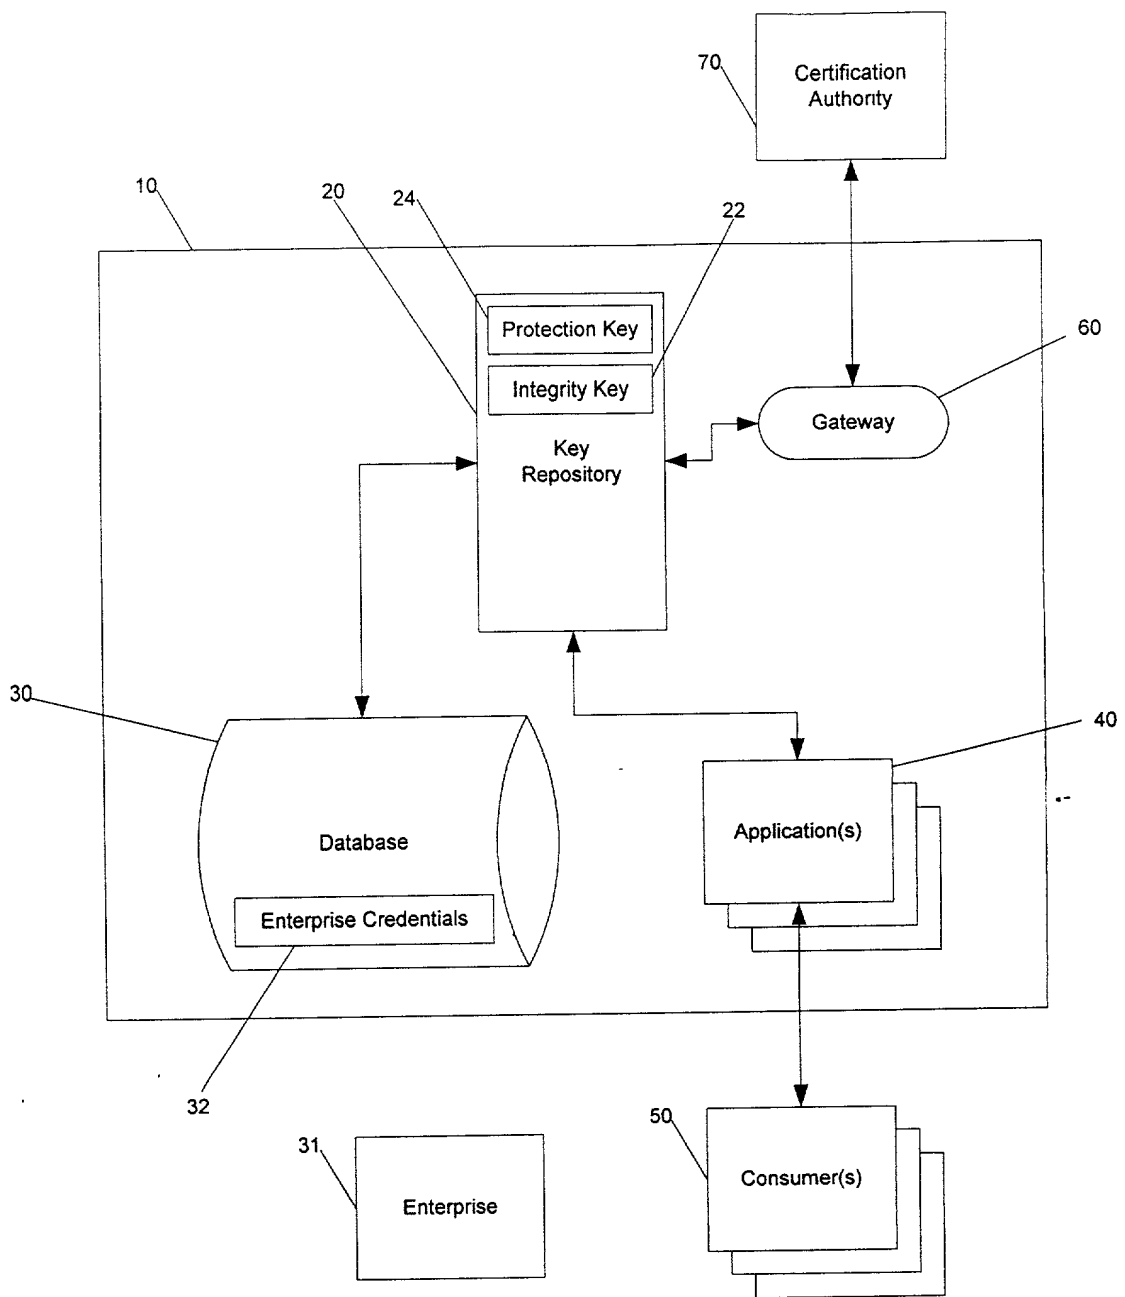 70
Certification
Authority
10
20
24
22
Protection Key
60
Integrity Key
Gateway
Key
Repository
30
40
Application(s)
Database
Enterprise Credentials
32
50
31
Consumer(s)
Enterprise